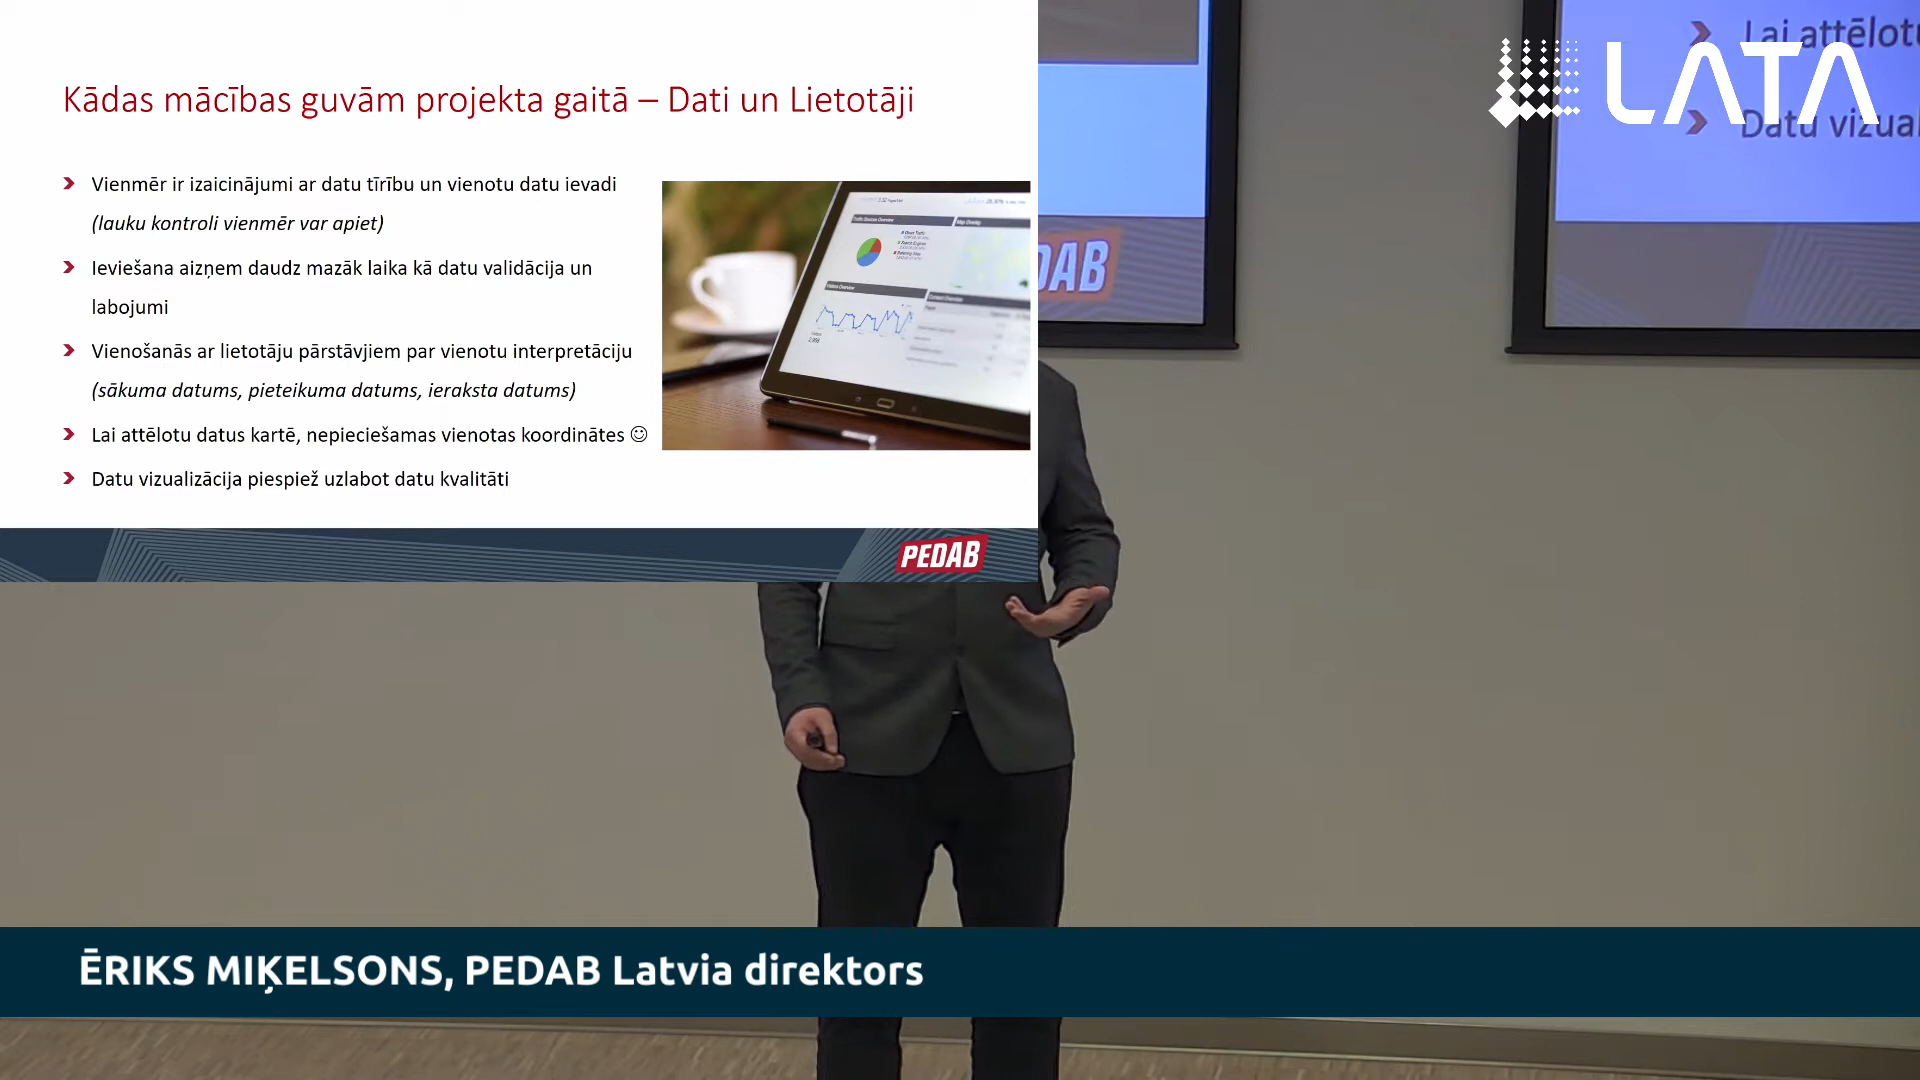 Kādas mācības guvām projekta gaitā – Dati un Lietotāji
Vienmēr ir izaicinājumi ar datu tīrību un vienotu datu ievadi
(lauku kontroli vienmēr var apiet)
Ieviešana aizņem daudz mazāk laika kā datu validācija un
labojumi
Vienošanās ar lietotāju pārstāvjiem par vienotu interpretāciju
(sākuma datums, pieteikuma datums, ieraksta datums)
Lai attēlotu datus kartē, nepieciešamas vienotas koordinātes ☺
Datu vizualizācija piespiež uzlabot datu kvalitāti
PEDAB
DAB
Lai attēlotu
Datu vizual
LATA
ĒRIKS MIĶELSONS, PEDAB Latvia direktors